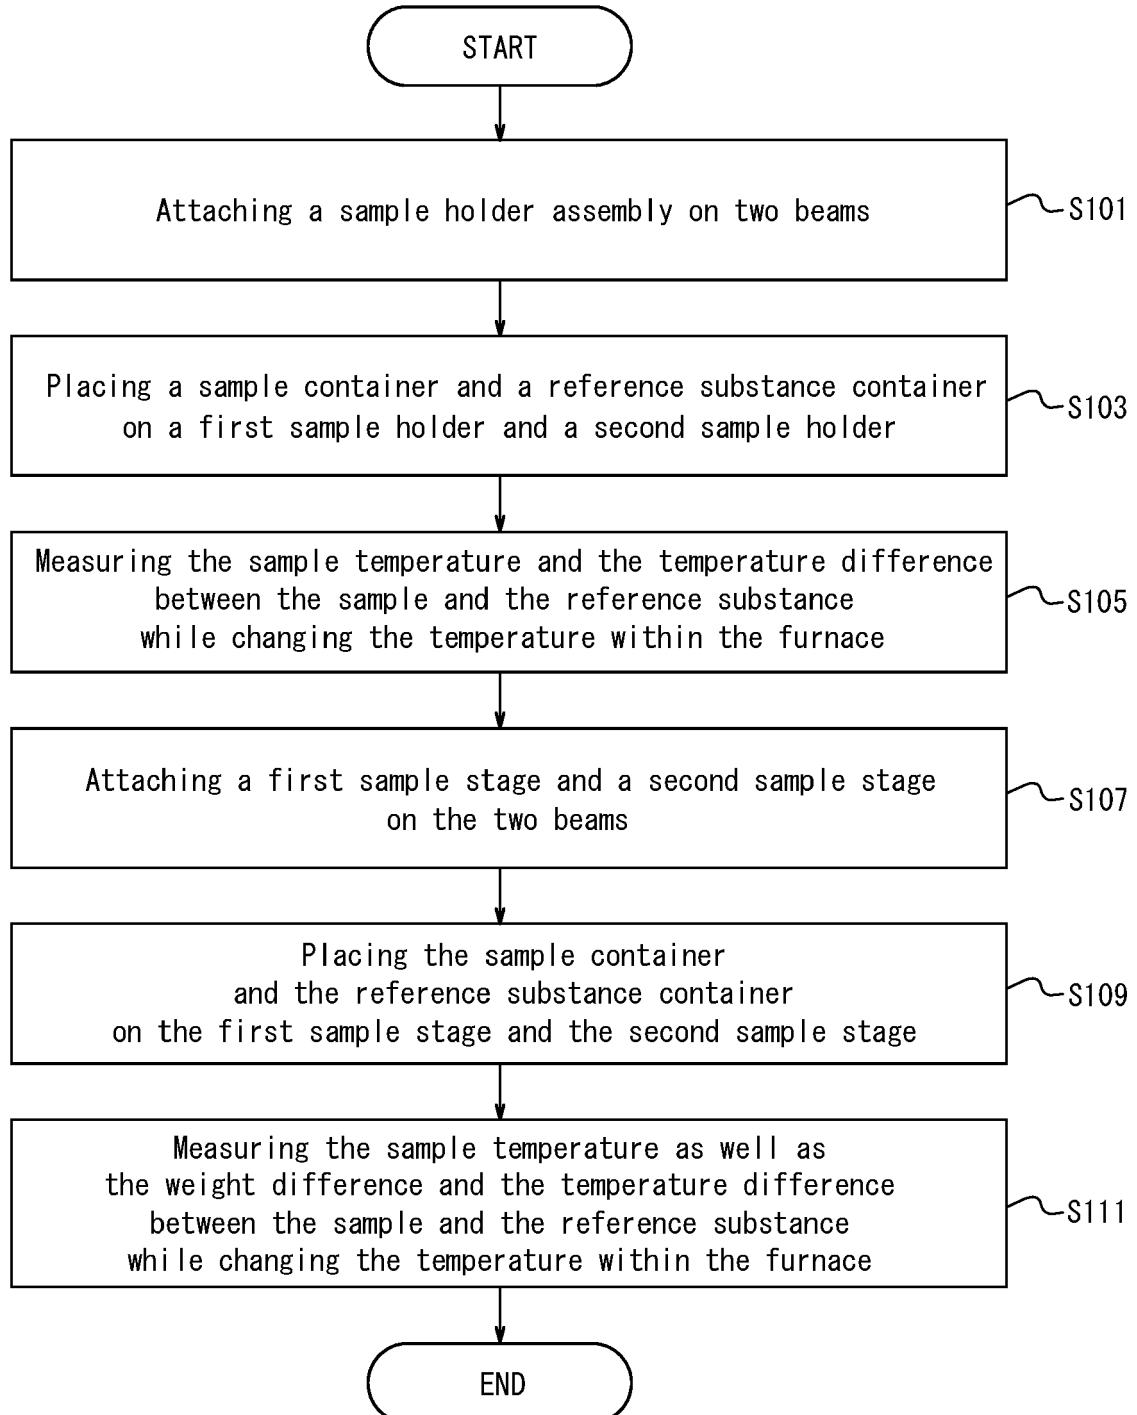 START
Attaching a sample holder assembly on two beams
S101
Placing a sample container and a reference substance container
on a first sample holder and a second sample holder
S103
Measuring the sample temperature and the temperature difference
between the sample and the reference substance
while changing the temperature within the furnace
S105
Attaching a first sample stage and a second sample stage
on the two beams
S107
Placing the sample container
and the reference substance container
on the first sample stage and the second sample stage
S109
Measuring the sample temperature as well as
the weight difference and the temperature difference
between the sample and the reference substance
while changing the temperature within the furnace
S111
END